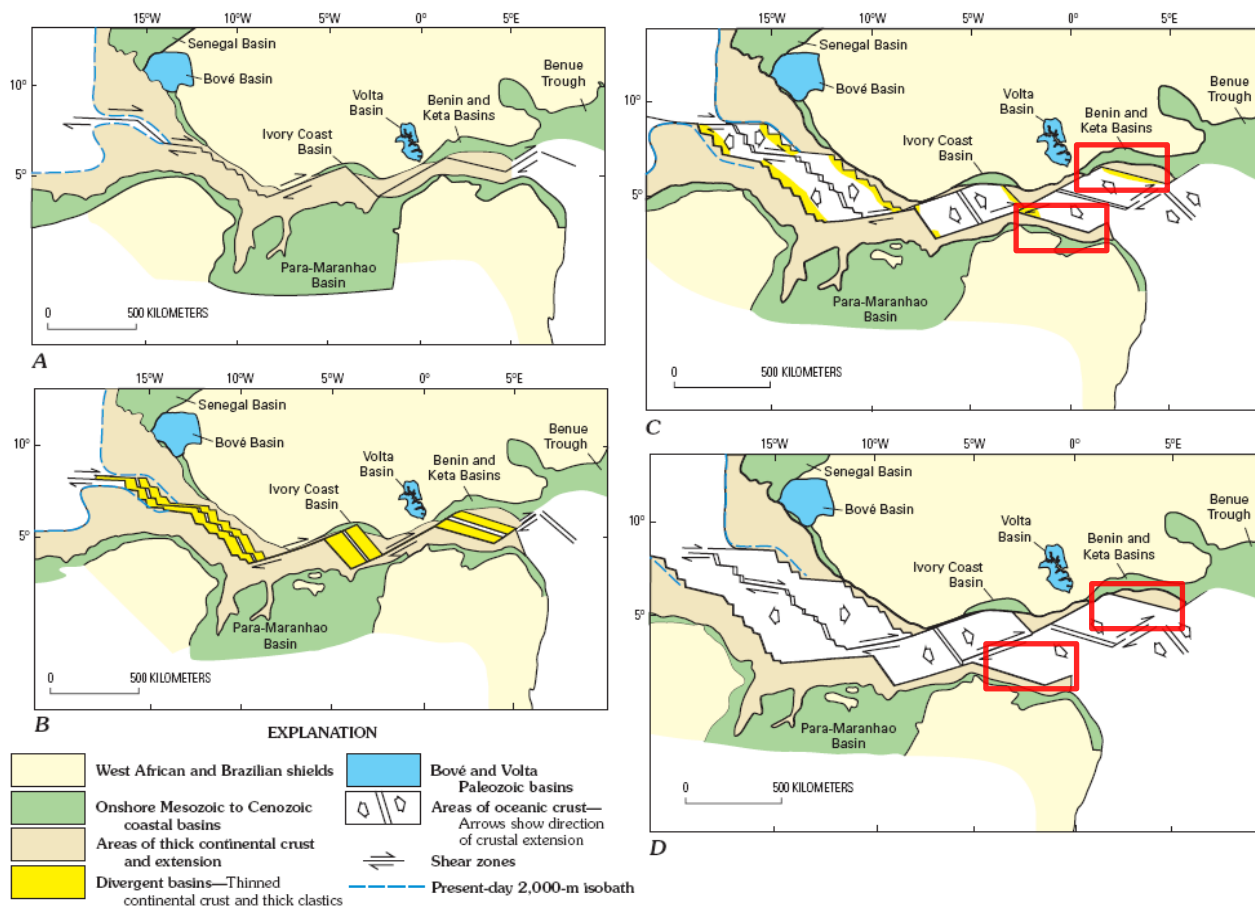 15°W
10°W
5°W
0°
5°E
Senegal Basin
Bové Basin
10°
Volta
Basin
Benin and
Keta Basins
Benue
Trough
Ivory Coast
Basin
5°
Para-Maranhao
Basin
0
500 KILOMETERS
A
15°W
10°W
5°W
0°
5°E
Senegal Basin
Bové Basin
10°
Volta
Basin
Benin and
Keta Basins
Benue
Trough
Ivory Coast
Basin
5°
Para-Maranhao
Basin
0
500 KILOMETERS
B
15°W
10°W
5°W
0°
5°E
Senegal Basin
Bové Basin
10°
Volta
Basin
Benin and
Keta Basins
Benue
Trough
Ivory Coast
Basin
5°
Para-Maranhao
Basin
0
500 KILOMETERS
C
15°W
10°W
5°W
0°
5°E
Senegal Basin
Bové Basin
10°
Volta
Basin
Benin and
Keta Basins
Benue
Trough
Ivory Coast
Basin
5°
Para-Maranhao
Basin
0
500 KILOMETERS
D
EXPLANATION
West African and Brazilian shields
Onshore Mesozoic to Cenozoic
coastal basins
Areas of thick continental crust
and extension
Divergent basins—Thinned
continental crust and thick clastics
Bové and Volta
Paleozoic basins
Areas of oceanic crust—
Arrows show direction
of crustal extension
Shear zones
Present-day 2,000-m isobath